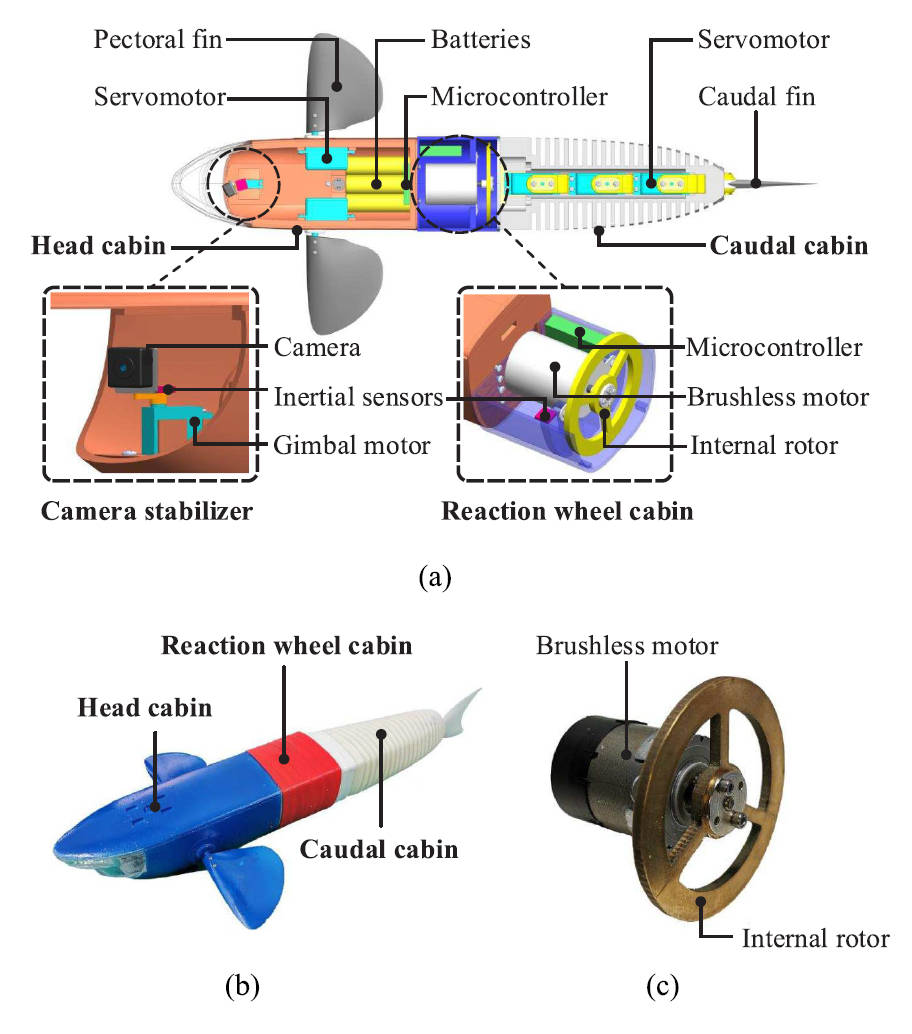 Pectoral fin
Batteries
Servomotor
Servomotor
Microcontroller
Caudal fin
Head cabin
Caudal cabin
Camera
Inertial sensors
Gimbal motor
Microcontroller
Brushless motor
Internal rotor
Camera stabilizer
Reaction wheel cabin
(a)
Reaction wheel cabin
Head cabin
Caudal cabin
Brushless motor
Internal rotor
(b)
(c)